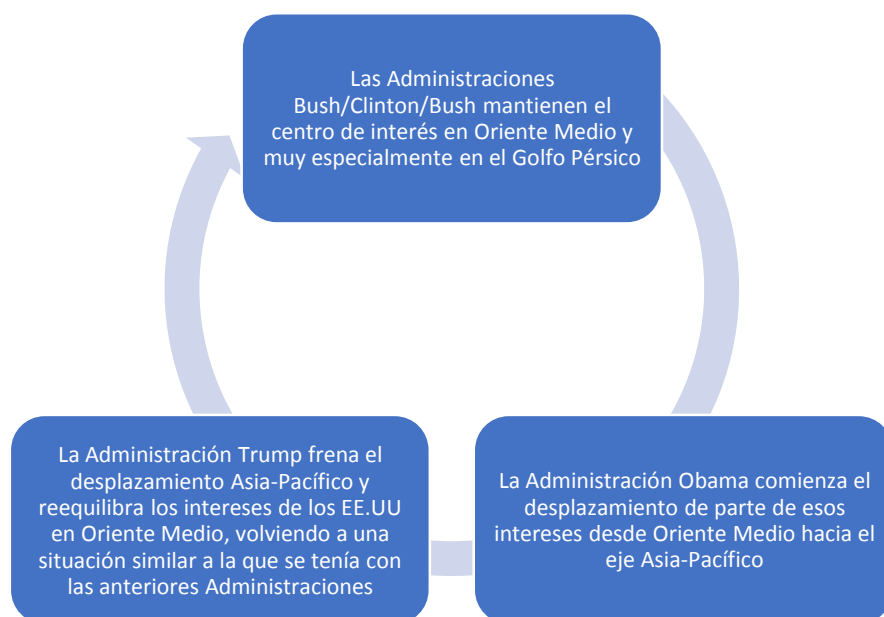 Las Administraciones
Bush/Clinton/Bush mantienen el
centro de interés en Oriente Medio y
muy especialmente en el Golfo Pérsico
La Administración Trump frena el
desplazamiento Asia-Pacífico y
reequilibra los intereses de los EE.UU
en Oriente Medio, volviendo a una
situación similar a la que se tenía con
las anteriores Administraciones
La Administración Obama comienza el
desplazamiento de parte de esos
intereses desde Oriente Medio hacia el
eje Asia-Pacífico